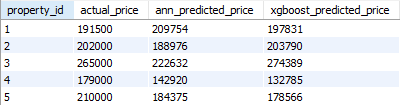 property_id actual_price ann_predicted_price xgboost_predicted_price
1 191500 209754 197831
2 202000 188976 203790
3 265000 222632 274389
4 179000 142920 132785
5 210000 184375 178566